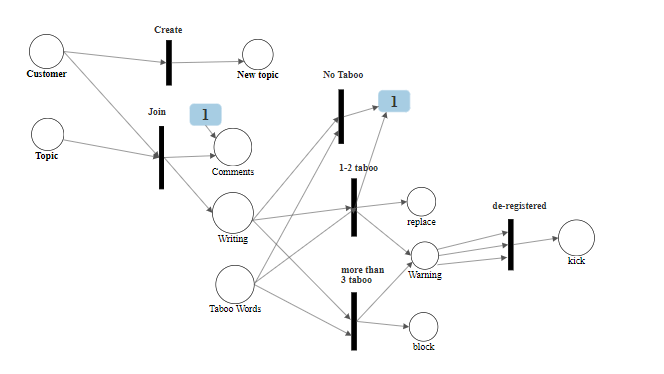 Create
Customer
New topic
No Taboo
1
Join
1
Topic
Comments
1-2 taboo
de-registered
replace
Writing
kick
more than
3 taboo
Warning
Taboo Words
block